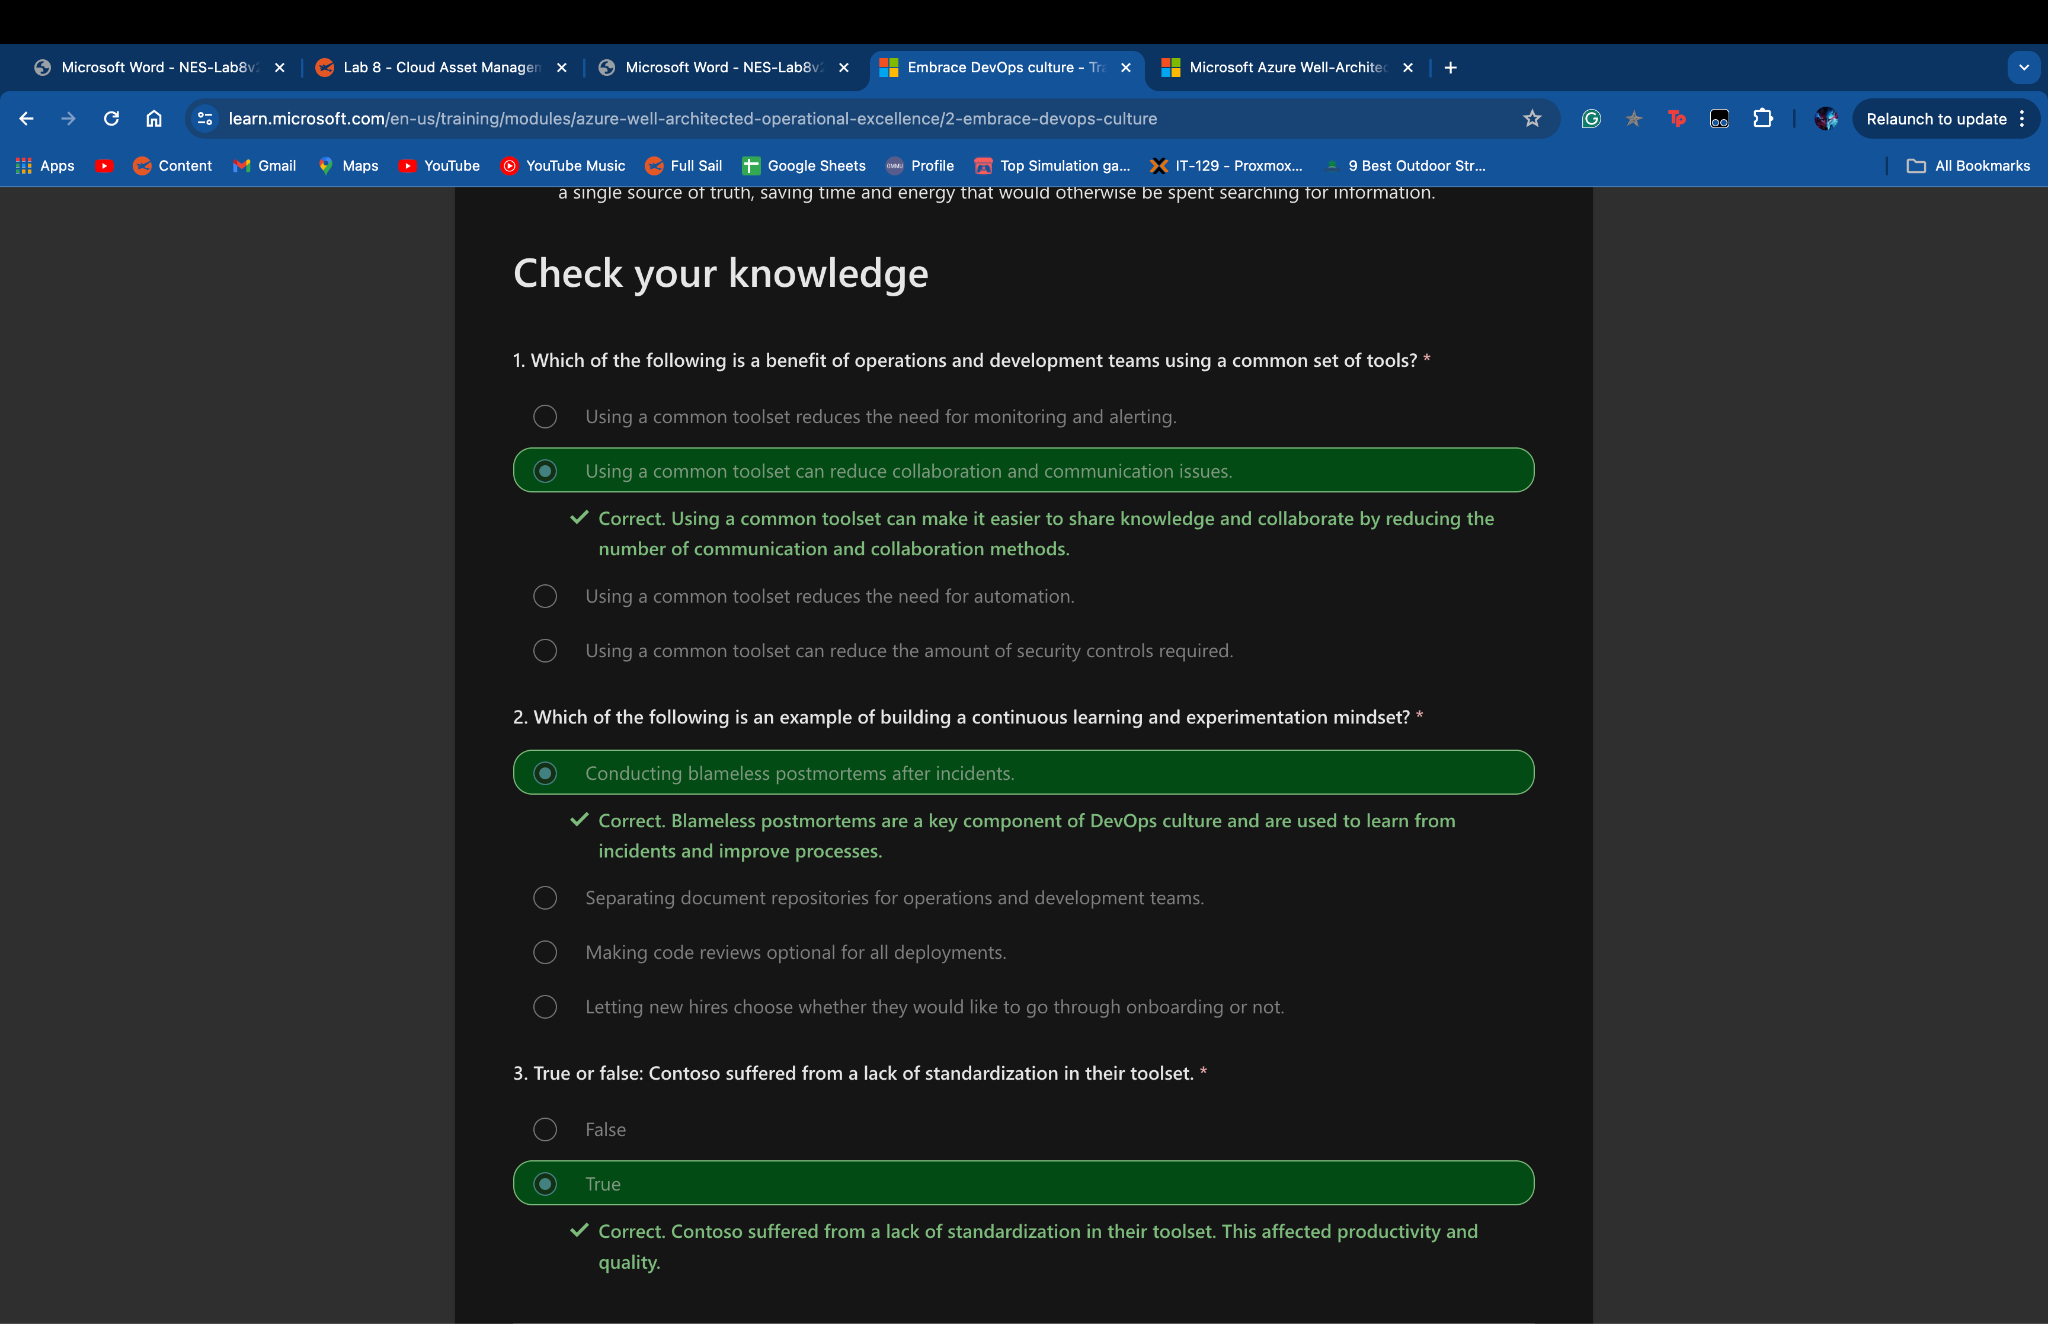 Microsoft Word - NES-Lab8v
Lab 8 - Cloud Asset Managem
Microsoft Word - NES-Lab8v
Embrace DevOps culture - Tra
Microsoft Azure Well-Architec
learn.microsoft.com/en-us/training/modules/azure-well-architected-operational-excellence/2-embrace-devops-culture
Relaunch to update
Apps
Content
Gmail
Maps
YouTube
YouTube Music
Full Sail
Google Sheets
Profile
Top Simulation ga...
IT-129 - Proxmox...
9 Best Outdoor Str...
All Bookmarks
a single source of truth, saving time and energy that would otherwise be spent searching for information.
Check your knowledge
1. Which of the following is a benefit of operations and development teams using a common set of tools? *
Using a common toolset reduces the need for monitoring and alerting.
Using a common toolset can reduce collaboration and communication issues.
Correct. Using a common toolset can make it easier to share knowledge and collaborate by reducing the
number of communication and collaboration methods.
Using a common toolset reduces the need for automation.
Using a common toolset can reduce the amount of security controls required.
2. Which of the following is an example of building a continuous learning and experimentation mindset? *
Conducting blameless postmortems after incidents.
Correct. Blameless postmortems are a key component of DevOps culture and are used to learn from
incidents and improve processes.
Separating document repositories for operations and development teams.
Making code reviews optional for all deployments.
Letting new hires choose whether they would like to go through onboarding or not.
3. True or false: Contoso suffered from a lack of standardization in their toolset. *
False
True
Correct. Contoso suffered from a lack of standardization in their toolset. This affected productivity and
quality.